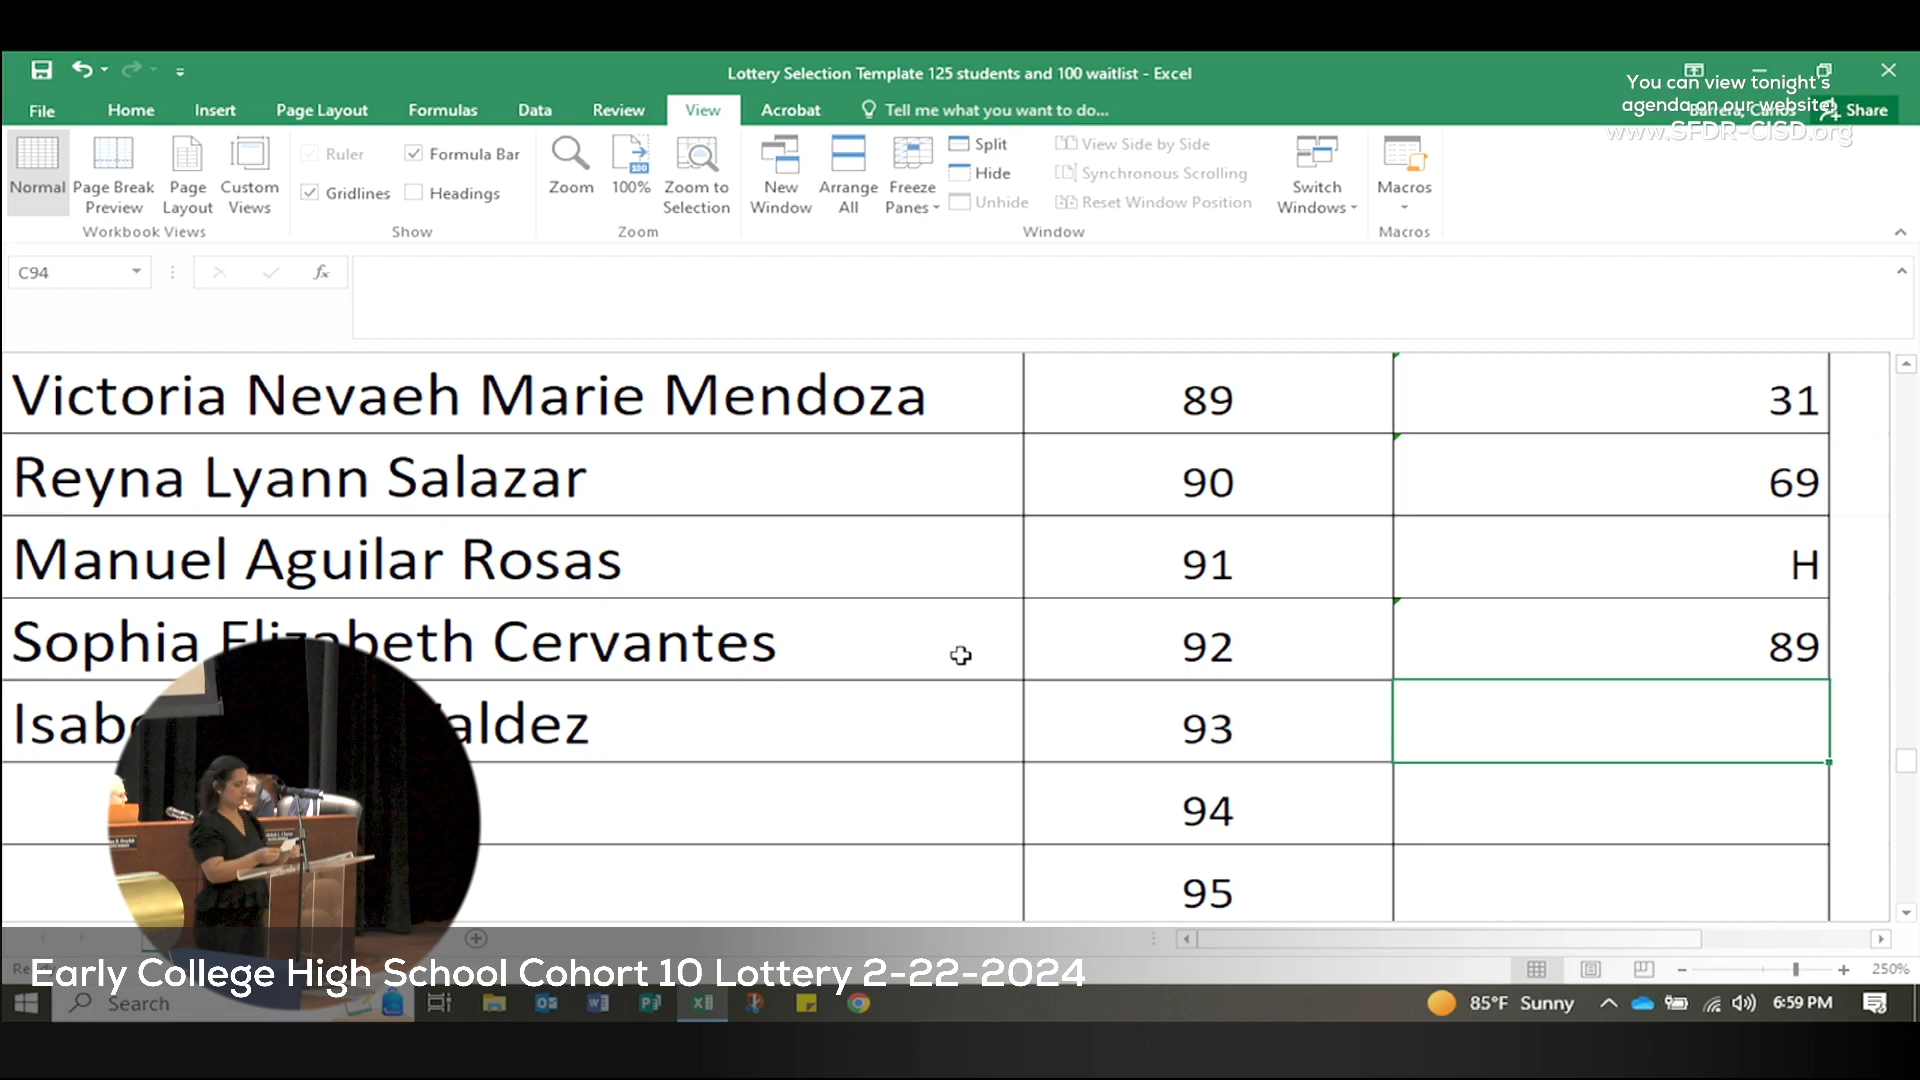 Lottery Selection Template 125 students and 100 waitlist - Excel
You can view tonight's
agenda on our website!
www.SFDR-CISD.org
File Home Insert Page Layout Formulas Data Review View Acrobat Tell me what you want to do... Barrera, Carlos Share
Normal
Page Break Preview
Page Layout
Custom Views
Workbook Views
Ruler
Formula Bar
Gridlines
Headings
Show
Zoom
100%
Zoom to Selection
Zoom
New Window
Arrange All
Freeze Panes
Split
Hide
Unhide
View Side by Side
Synchronous Scrolling
Reset Window Position
Window
Switch Windows
Macros
Macros
C94
fx
Victoria Nevaeh Marie Mendoza 89 31
Reyna Lyann Salazar 90 69
Manuel Aguilar Rosas 91 H
Sophia Elizabeth Cervantes 92 89
93
94
95
Early College High School Cohort 10 Lottery 2-22-2024
250%
Search
85°F Sunny
6:59 PM